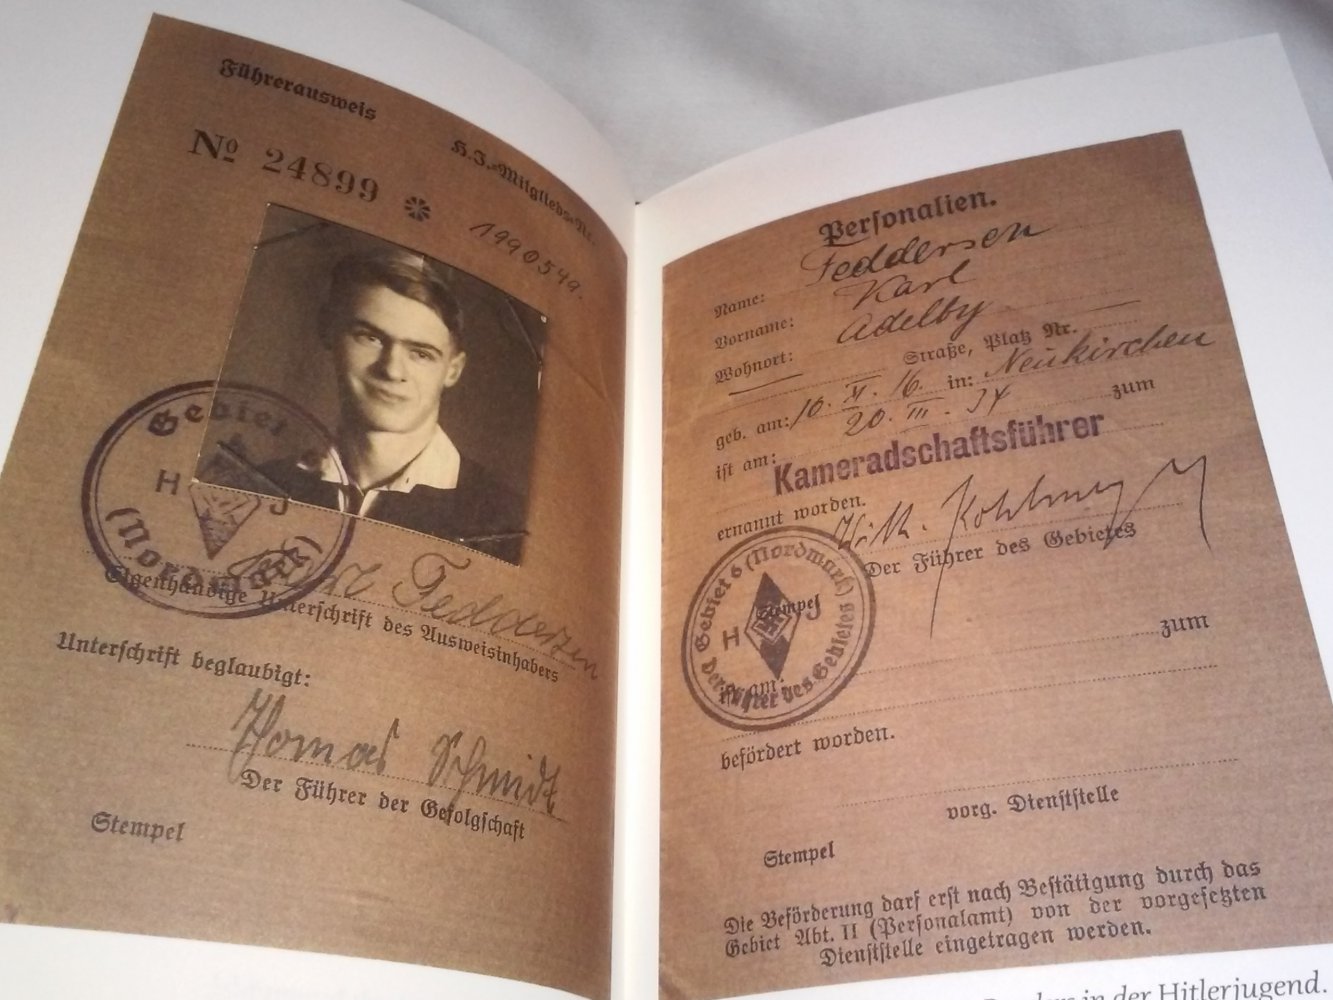 Führerausweis
H.J.-Mitglieds-Nr.
№ 24899 *
1990549.
Gebiet 6
H J
(Nordmark)
Feddersen
Eigenhändige Unterschrift des Ausweisinhabers
Unterschrift beglaubigt:
Thomas Schmidt
Der Führer der Gefolgschaft
Stempel
Personalien.
Name: Feddersen
Vorname: Karl
Wohnort: Adelby
Straße, Platz Nr.
geb. am: 10. XI. 16. in: Neukirchen
ist am: 20. III. 34 zum
Kameradschaftsführer
ernannt worden.
Der Führer des Gebietes
Gebiet 6 (Nordmark)
Stempel
H J
Der Führer des Gebietes
ist am:
zum
befördert worden.
vorg. Dienststelle
Stempel
Die Beförderung darf erst nach Bestätigung durch das
Gebiet Abt. II (Personalamt) von der vorgesetzten
Dienststelle eingetragen werden.
in der Hitlerjugend.